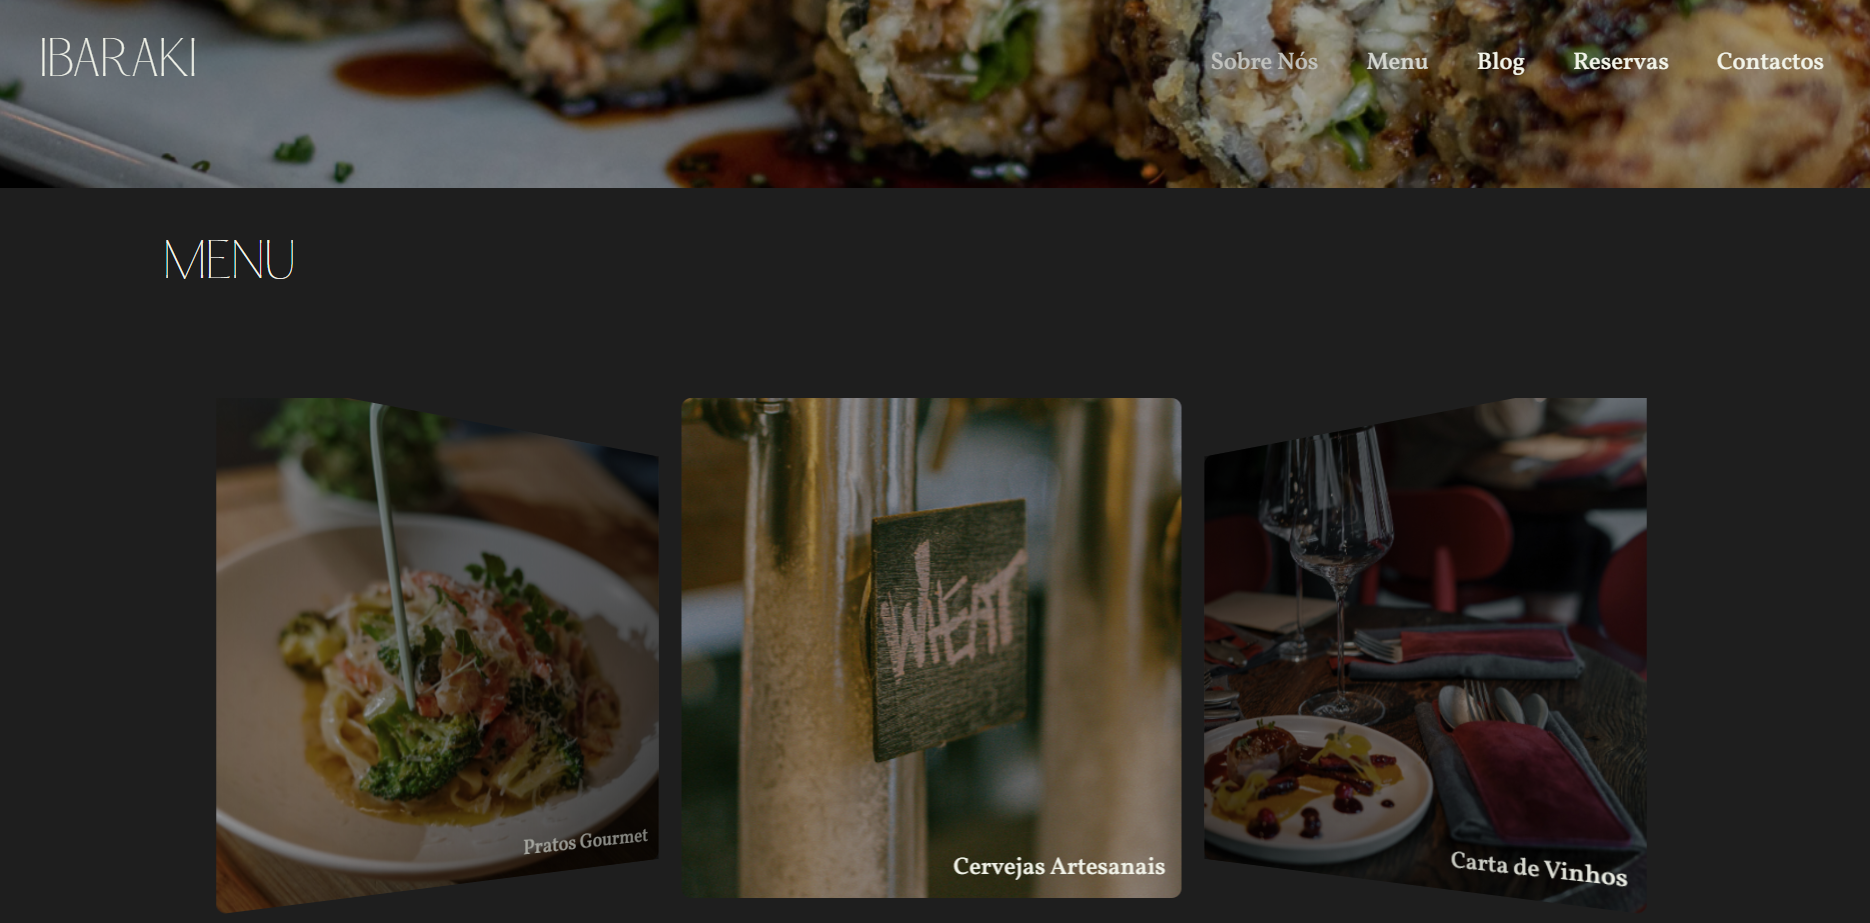 IBARAKI
Sobre Nós Menu Blog Reservas Contactos
MENU
WHEAT
Pratos Gourmet
Cervejas Artesanais
Carta de Vinhos